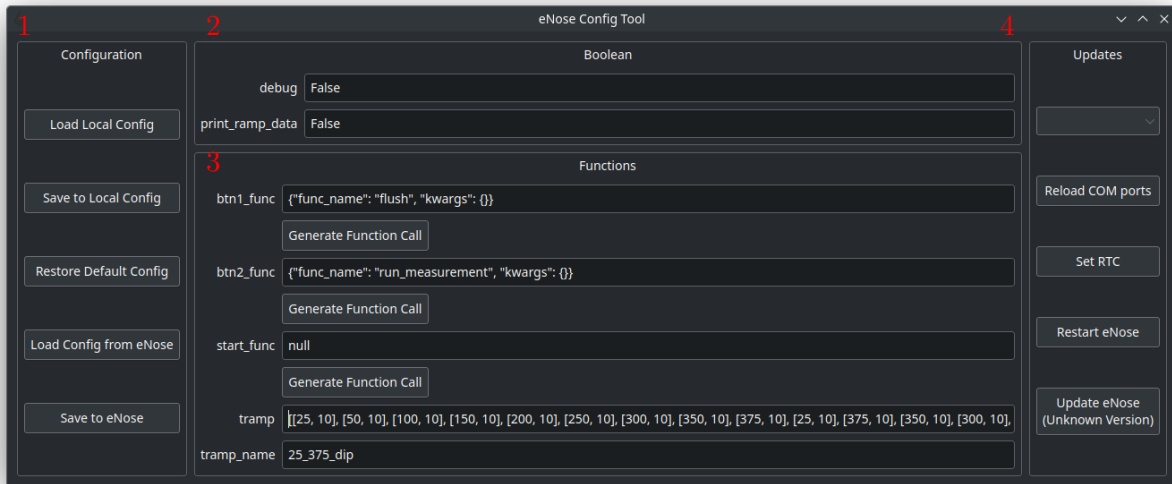 eNose Config Tool
1
Configuration
Load Local Config
Save to Local Config
Restore Default Config
Load Config from eNose
Save to eNose
2
Boolean
debug False
print_ramp_data False
3
Functions
btn1_func {"func_name": "flush", "kwargs": {}}
Generate Function Call
btn2_func {"func_name": "run_measurement", "kwargs": {}}
Generate Function Call
start_func null
Generate Function Call
tramp [[25, 10], [50, 10], [100, 10], [150, 10], [200, 10], [250, 10], [300, 10], [350, 10], [375, 10], [25, 10], [375, 10], [350, 10], [300, 10],
tramp_name 25_375_dip
4
Updates
Reload COM ports
Set RTC
Restart eNose
Update eNose
(Unknown Version)